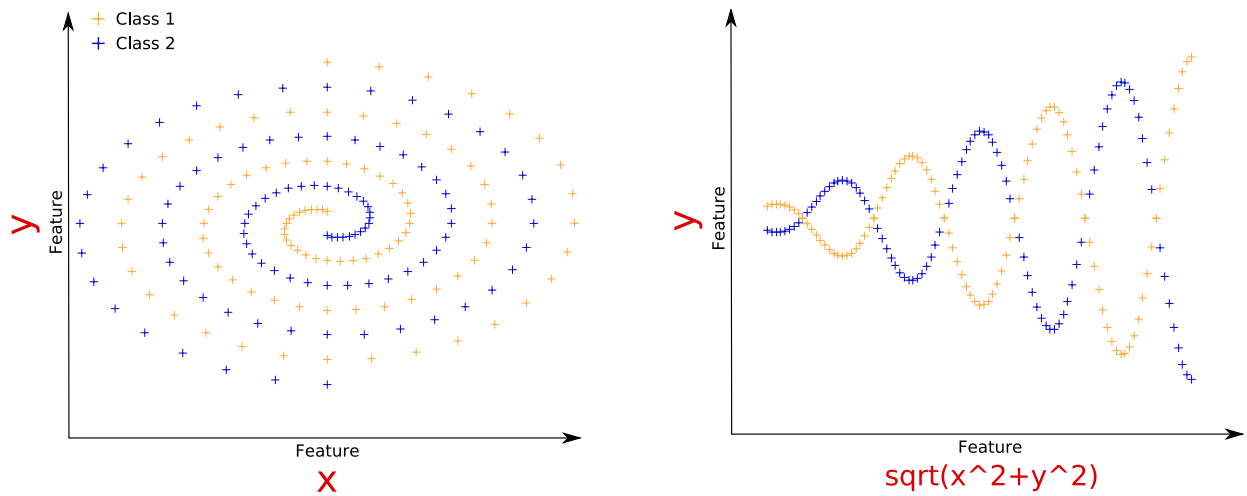 Class 1
Class 2
y
Feature
Feature
x
y
Feature
Feature
sqrt(x^2+y^2)